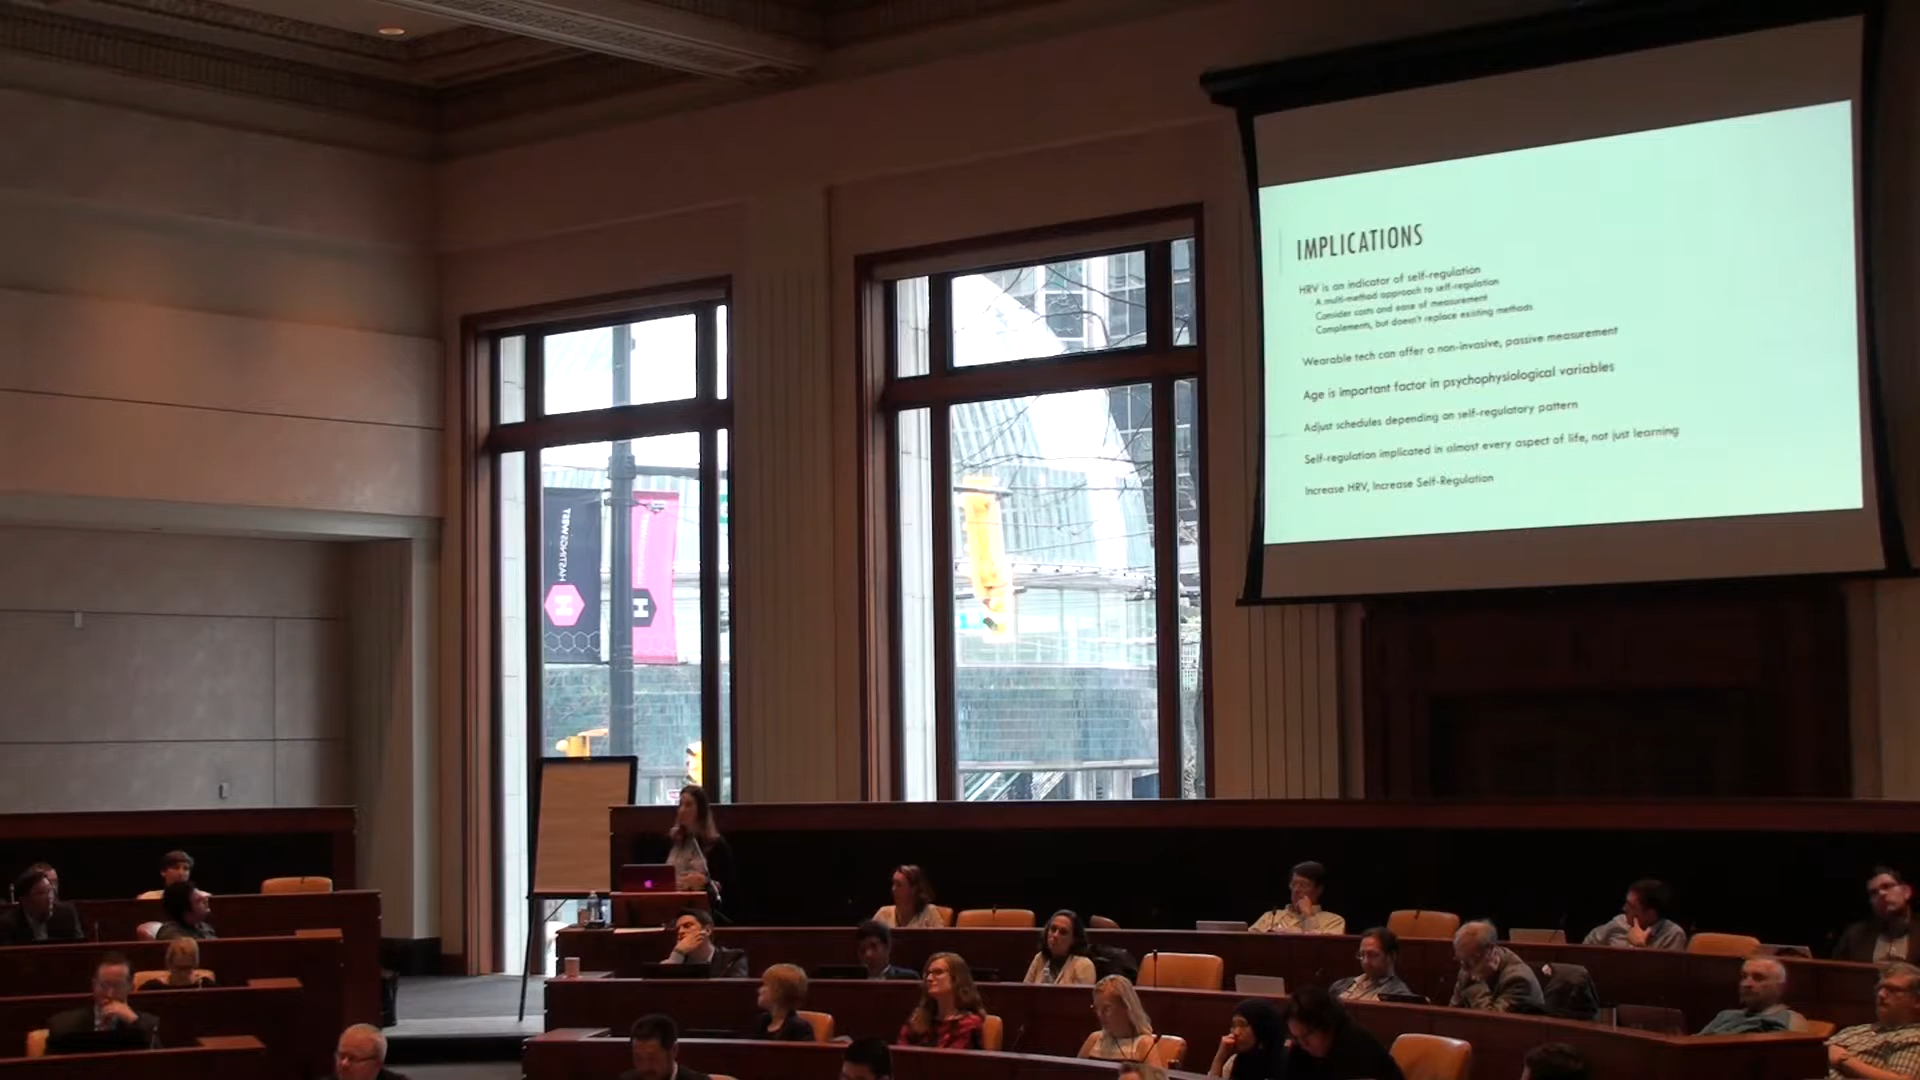 IMPLICATIONS
HRV is an indicator of self-regulation
A multi-method approach to self-regulation
Consider costs and ease of measurement
Complements, but doesn't replace existing methods
Wearable tech can offer a non-invasive, passive measurement
Age is important factor in psychophysiological variables
Adjust schedules depending on self-regulatory pattern
Self-regulation implicated in almost every aspect of life, not just learning
Increase HRV, Increase Self-Regulation
HASTINGS WEST
H
H